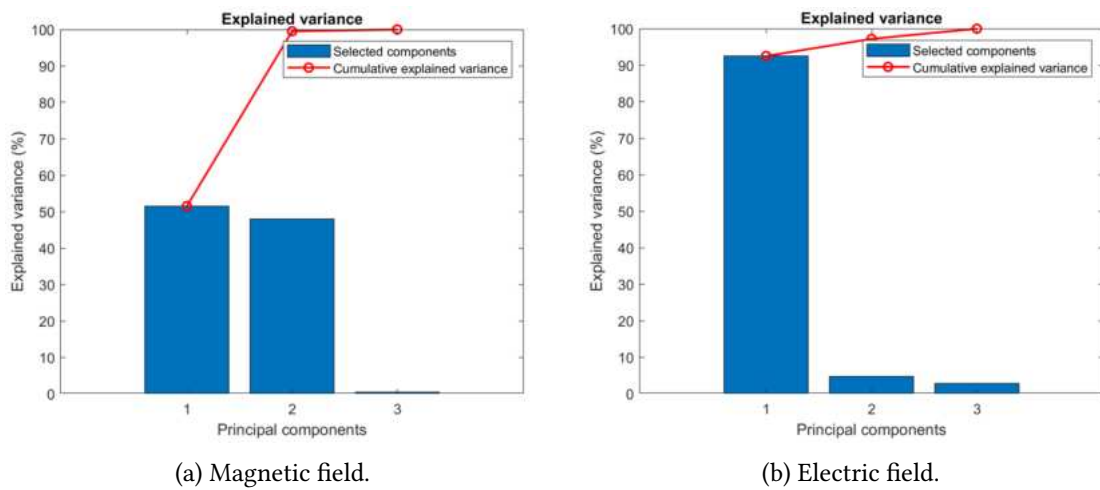 Explained variance
100
90
80
70
60
50
40
30
20
10
0
Explained variance (%)
Selected components
Cumulative explained variance
1 2 3
Principal components
(a) Magnetic field.
Explained variance
100
90
80
70
60
50
40
30
20
10
0
Explained variance (%)
Selected components
Cumulative explained variance
1 2 3
Principal components
(b) Electric field.